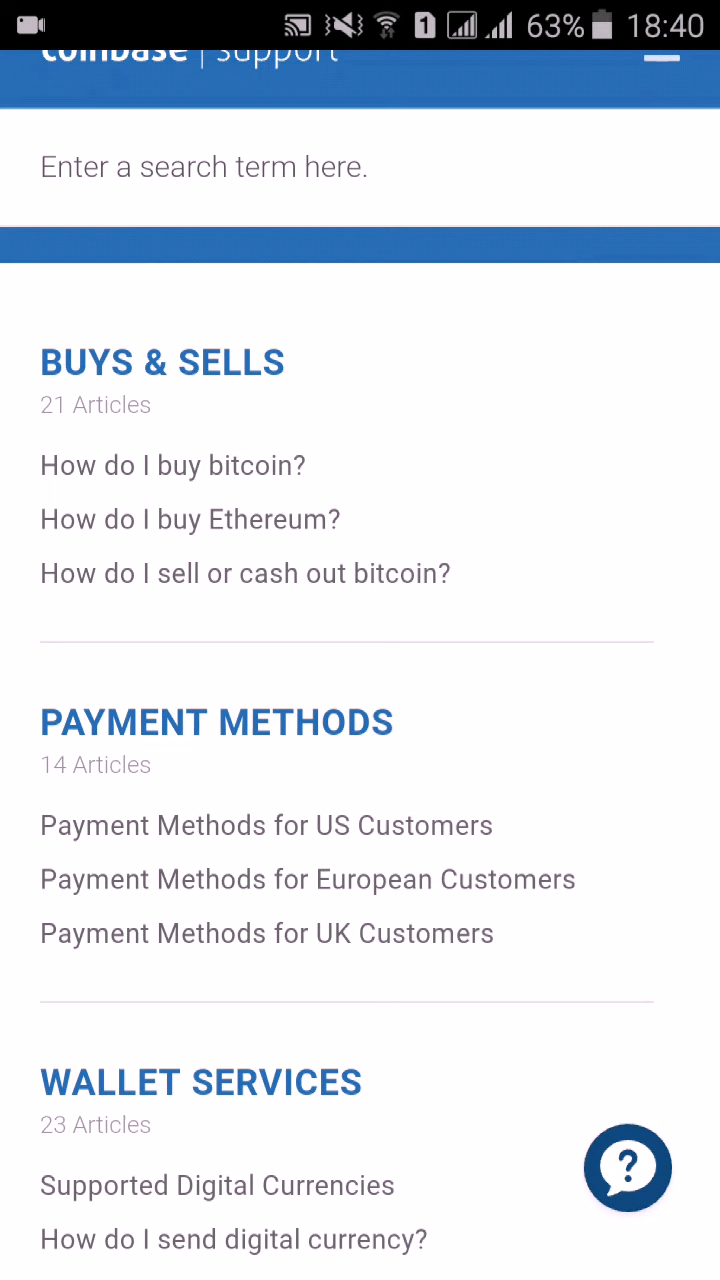 63% 18:40
coinbase | support
Enter a search term here.
BUYS & SELLS
21 Articles
How do I buy bitcoin?
How do I buy Ethereum?
How do I sell or cash out bitcoin?
PAYMENT METHODS
14 Articles
Payment Methods for US Customers
Payment Methods for European Customers
Payment Methods for UK Customers
WALLET SERVICES
23 Articles
Supported Digital Currencies
How do I send digital currency?